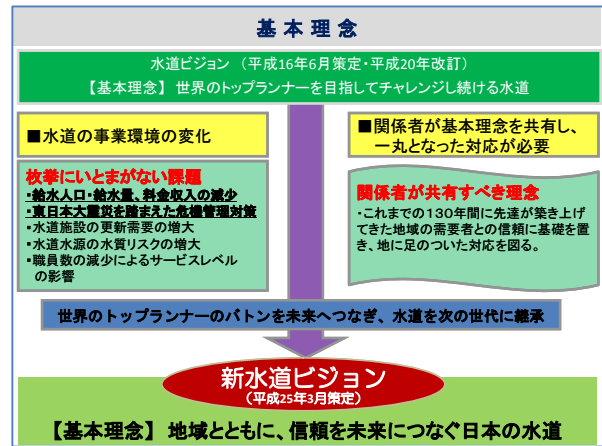 基本理念
水道ビジョン （平成16年6月策定・平成20年改訂）
【基本理念】 世界のトップランナーを目指してチャレンジし続ける水道
■水道の事業環境の変化
枚挙にいとまがない課題
・給水人口・給水量、料金収入の減少
・東日本大震災を踏まえた危機管理対策
・水道施設の更新需要の増大
・水道水源の水質リスクの増大
・職員数の減少によるサービスレベル
の影響
■関係者が基本理念を共有し、
一丸となった対応が必要
関係者が共有すべき理念
・これまでの130年間に先達が築き上げ
てきた地域の需要者との信頼に基礎を置
き、地に足のついた対応を図る。
世界のトップランナーのバトンを未来へつなぎ、水道を次の世代に継承
新水道ビジョン
（平成25年3月策定）
【基本理念】 地域とともに、信頼を未来につなぐ日本の水道